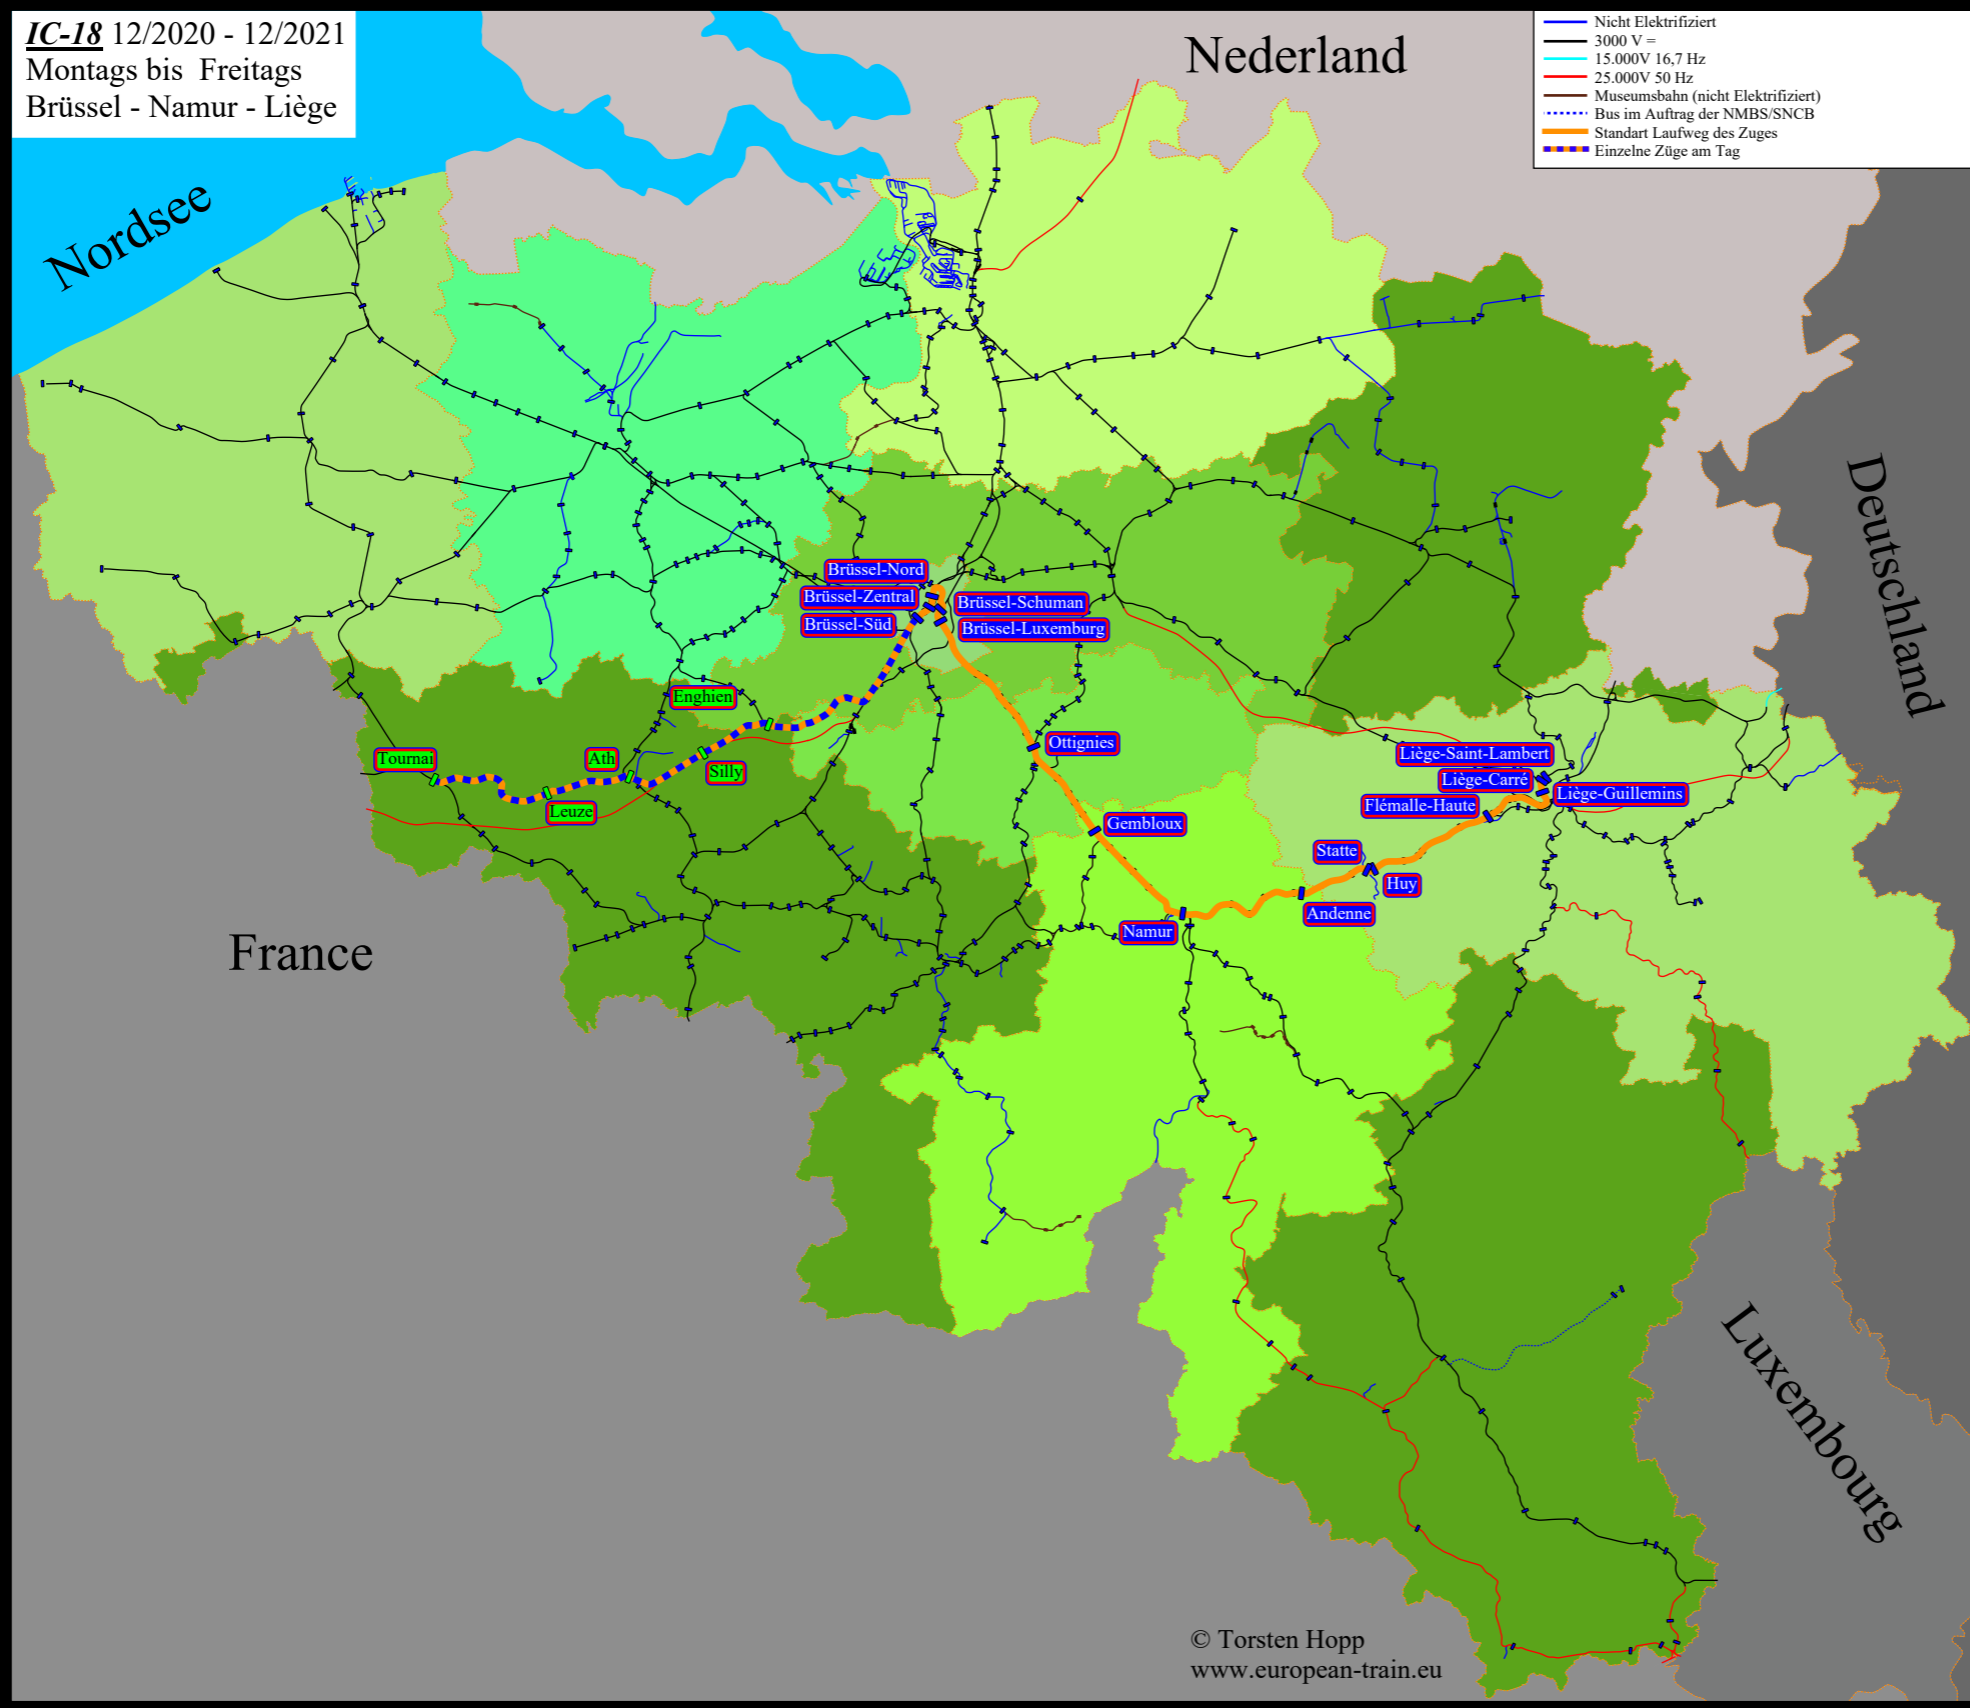 IC-18 12/2020 - 12/2021
Montags bis Freitags
Brüssel - Namur - Liège
Nederland
Nicht Elektrifiziert
3000 V =
15.000V 16,7 Hz
25.000V 50 Hz
Museumsbahn (nicht Elektrifiziert)
Bus im Auftrag der NMBS/SNCB
Standart Laufweg des Zuges
Einzelne Züge am Tag
Nordsee
Deutschland
Brüssel-Nord
Brüssel-Zentral
Brüssel-Schuman
Brüssel-Süd
Brüssel-Luxemburg
Enghien
Tournai
Ath
Silly
Leuze
Ottignies
Gembloux
Liège-Saint-Lambert
Liège-Carré
Liège-Guillemins
Flémalle-Haute
Statte
Huy
Andenne
Namur
France
Luxembourg
© Torsten Hopp
www.european-train.eu